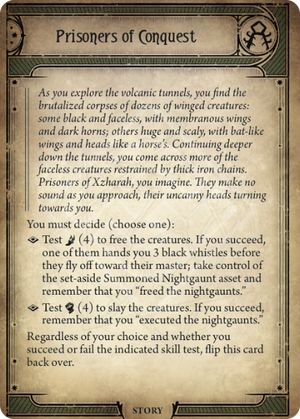 Prisoners of Conquest
As you explore the volcanic tunnels, you find the
brutalized corpses of dozens of winged creatures:
some black and faceless, with membranous wings
and dark horns; others huge and scaly, with bat-like
wings and heads like a horse's. Continuing deeper
down the tunnels, you come across more of the
faceless creatures restrained by thick iron chains.
Prisoners of Xzharah, you imagine. They make no
sound as you approach, their uncanny heads turning
towards you.
You must decide (choose one):
Test (4) to free the creatures. If you succeed,
one of them hands you 3 black whistles before
they fly off toward their master; take control of
the set-aside Summoned Nightgaunt asset and
remember that you “freed the nightgaunts.”
Test (4) to slay the creatures. If you succeed,
remember that you “executed the nightgaunts.”
Regardless of your choice and whether you
succeed or fail the indicated skill test, flip this card
back over.
STORY